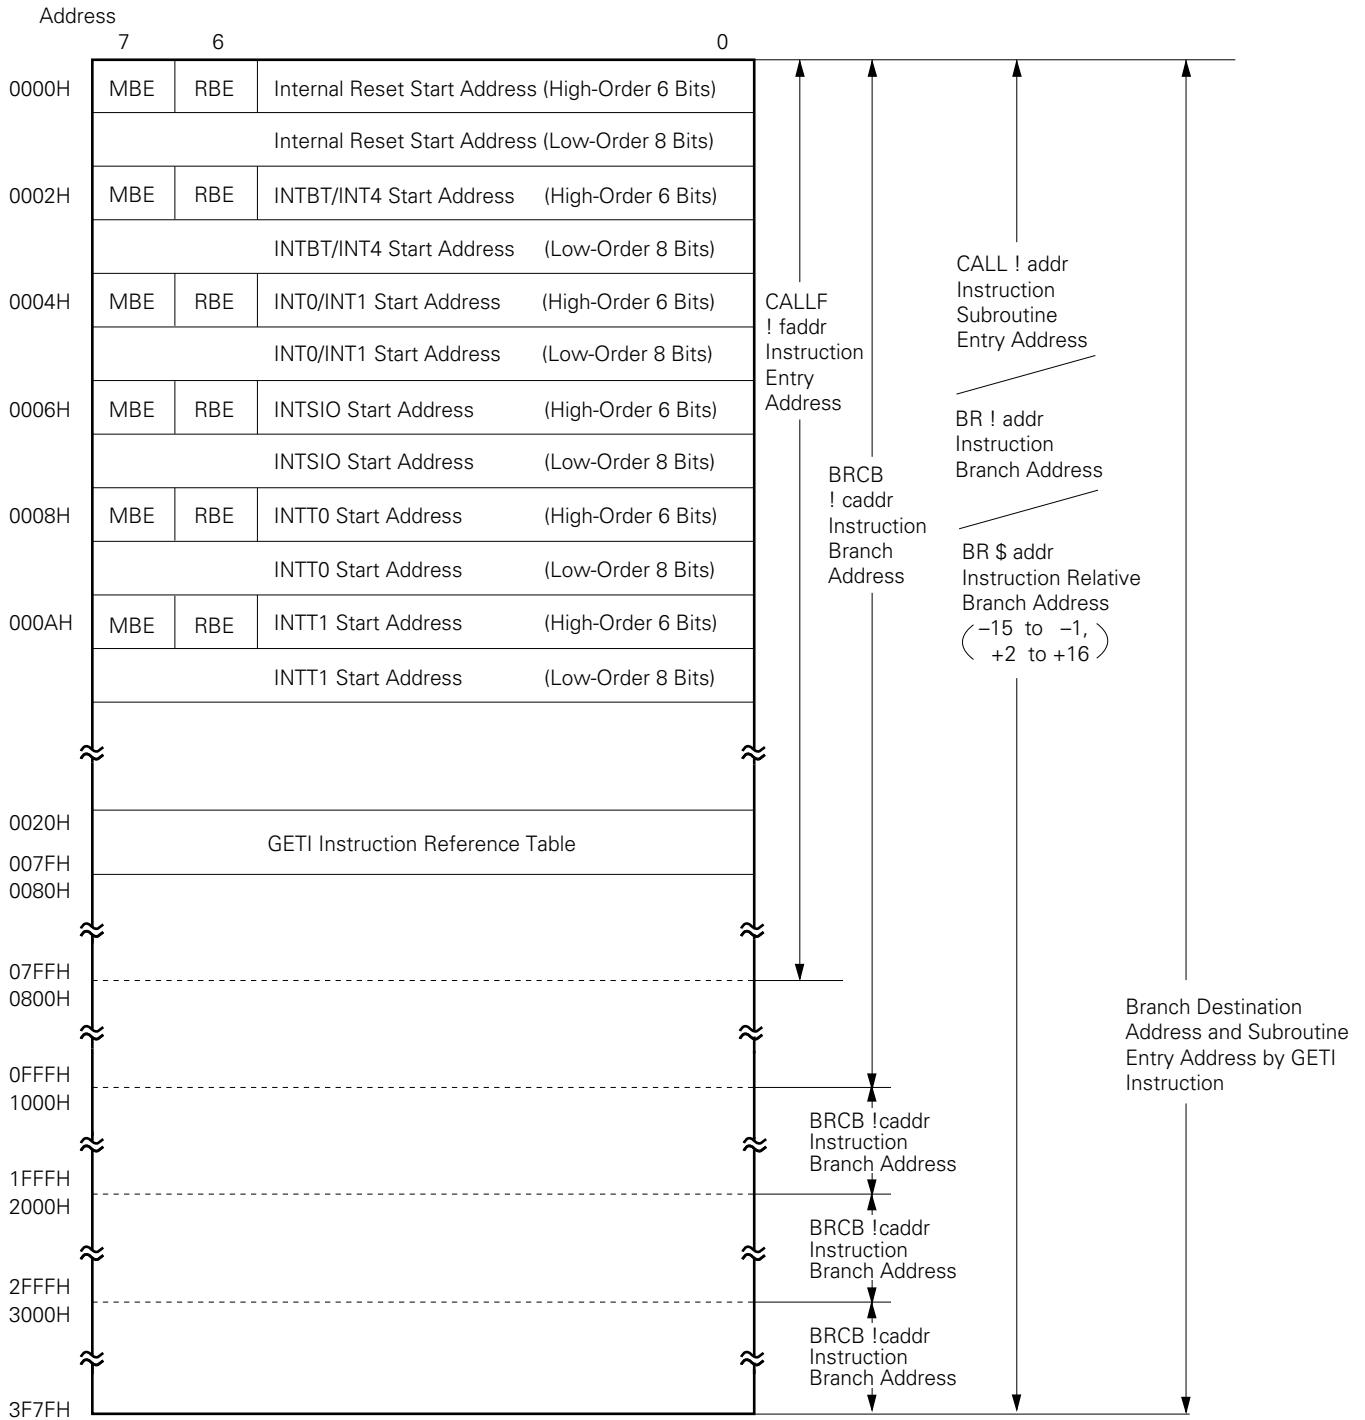 Address
7 6 0
0000H MBE RBE Internal Reset Start Address (High-Order 6 Bits)
Internal Reset Start Address (Low-Order 8 Bits)
0002H MBE RBE INTBT/INT4 Start Address (High-Order 6 Bits)
INTBT/INT4 Start Address (Low-Order 8 Bits)
0004H MBE RBE INT0/INT1 Start Address (High-Order 6 Bits)
INT0/INT1 Start Address (Low-Order 8 Bits)
0006H MBE RBE INTSIO Start Address (High-Order 6 Bits)
INTSIO Start Address (Low-Order 8 Bits)
0008H MBE RBE INTT0 Start Address (High-Order 6 Bits)
INTT0 Start Address (Low-Order 8 Bits)
000AH MBE RBE INTT1 Start Address (High-Order 6 Bits)
INTT1 Start Address (Low-Order 8 Bits)
0020H
GETI Instruction Reference Table
007FH
0080H
07FFH
0800H
0FFFH
1000H
1FFFH
2000H
2FFFH
3000H
3F7FH
CALLF
! faddr
Instruction
Entry
Address
BRCB
! caddr
Instruction
Branch
Address
BRCB !caddr
Instruction
Branch Address
BRCB !caddr
Instruction
Branch Address
BRCB !caddr
Instruction
Branch Address
CALL ! addr
Instruction
Subroutine
Entry Address
BR ! addr
Instruction
Branch Address
BR $ addr
Instruction Relative
Branch Address
(–15 to –1,
+2 to +16)
Branch Destination
Address and Subroutine
Entry Address by GETI
Instruction